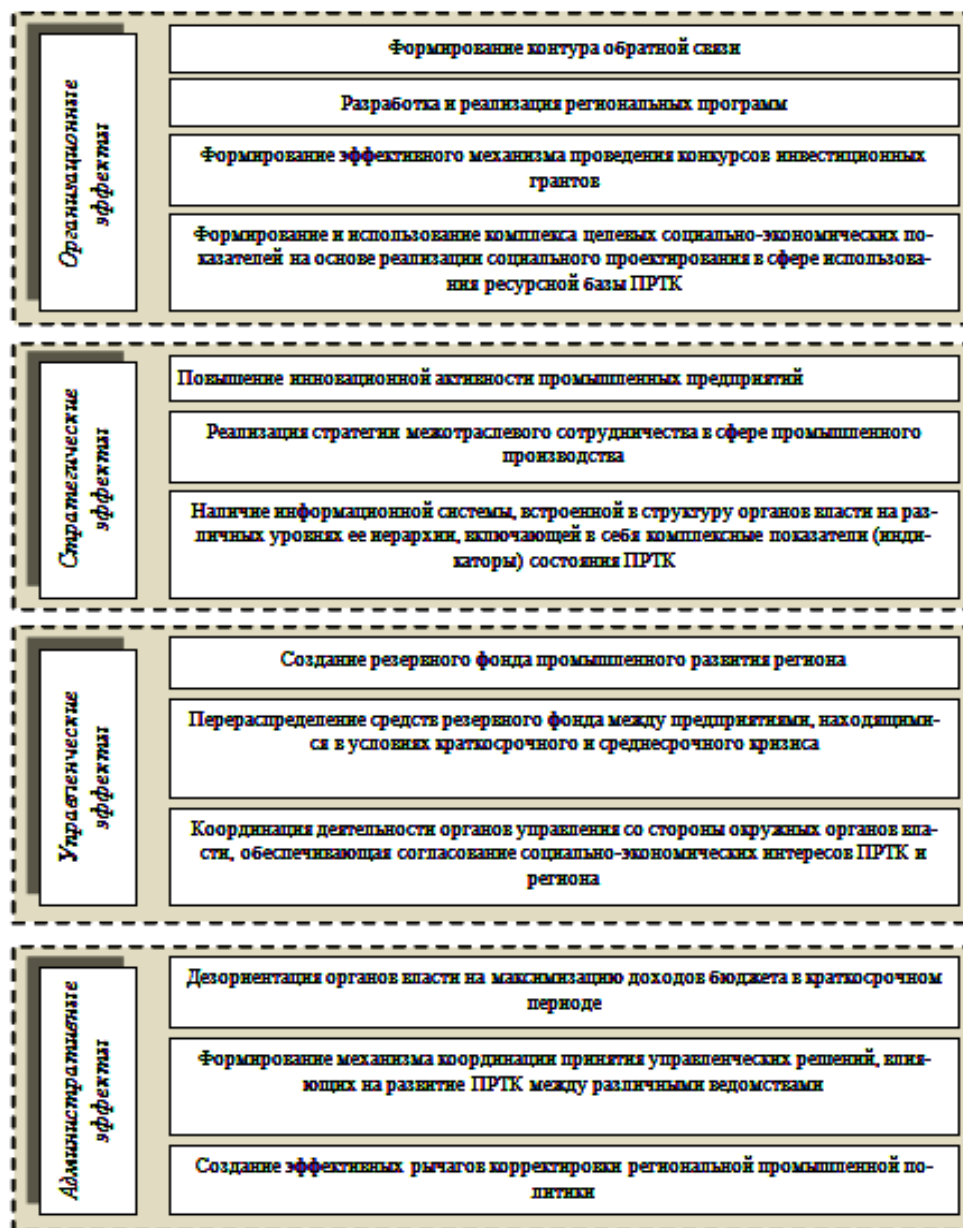 Организационные
эффекты
Формирование контура обратной связи
Разработка и реализация региональных программ
Формирование эффективного механизма проведения конкурсов инвестиционных
грантов
Формирование и использование комплекса целевых социально-экономических по-
казателей на основе реализации социального проектирования в сфере использова-
ния ресурсной базы ПРТК
Стратегические
эффекты
Повышение инновационной активности промышленных предприятий
Реализация стратегии межотраслевого сотрудничества в сфере промышленного
производства
Наличие информационной системы, встроенной в структуру органов власти на раз-
личных уровнях ее иерархии, включающей в себя комплексные показатели (инди-
каторы) состояния ПРТК
Управленческие
эффекты
Создание резервного фонда промышленного развития региона
Перераспределение средств резервного фонда между предприятиями, находящими-
ся в условиях краткосрочного и среднесрочного кризиса
Координация деятельности органов управления со стороны окружных органов вла-
сти, обеспечивающая согласование социально-экономических интересов ПРТК и
региона
Административные
эффекты
Дезориентация органов власти на максимизацию доходов бюджета в краткосрочном
периоде
Формирование механизма координации принятия управленческих решений, влия-
ющих на развитие ПРТК между различными ведомствами
Создание эффективных рычагов корректировки региональной промышленной по-
литики